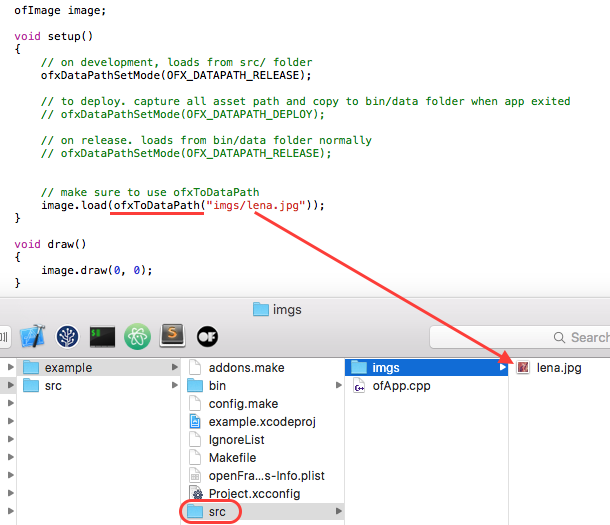 ofImage image;
void setup()
{
// on development, loads from src/ folder
ofxDataPathSetMode(OFX_DATAPATH_RELEASE);
// to deploy. capture all asset path and copy to bin/data folder when app exited
// ofxDataPathSetMode(OFX_DATAPATH_DEPLOY);
// on release. loads from bin/data folder normally
// ofxDataPathSetMode(OFX_DATAPATH_RELEASE);
// make sure to use ofxToDataPath
image.load(ofxToDataPath("imgs/lena.jpg"));
}
void draw()
{
image.draw(0, 0);
}
imgs
$
S
OF
Search
example
src
addons.make
bin
config.make
example.xcodeproj
IgnoreList
Makefile
openFra...s-Info.plist
Project.xcconfig
src
imgs
C++
ofApp.cpp
lena.jpg